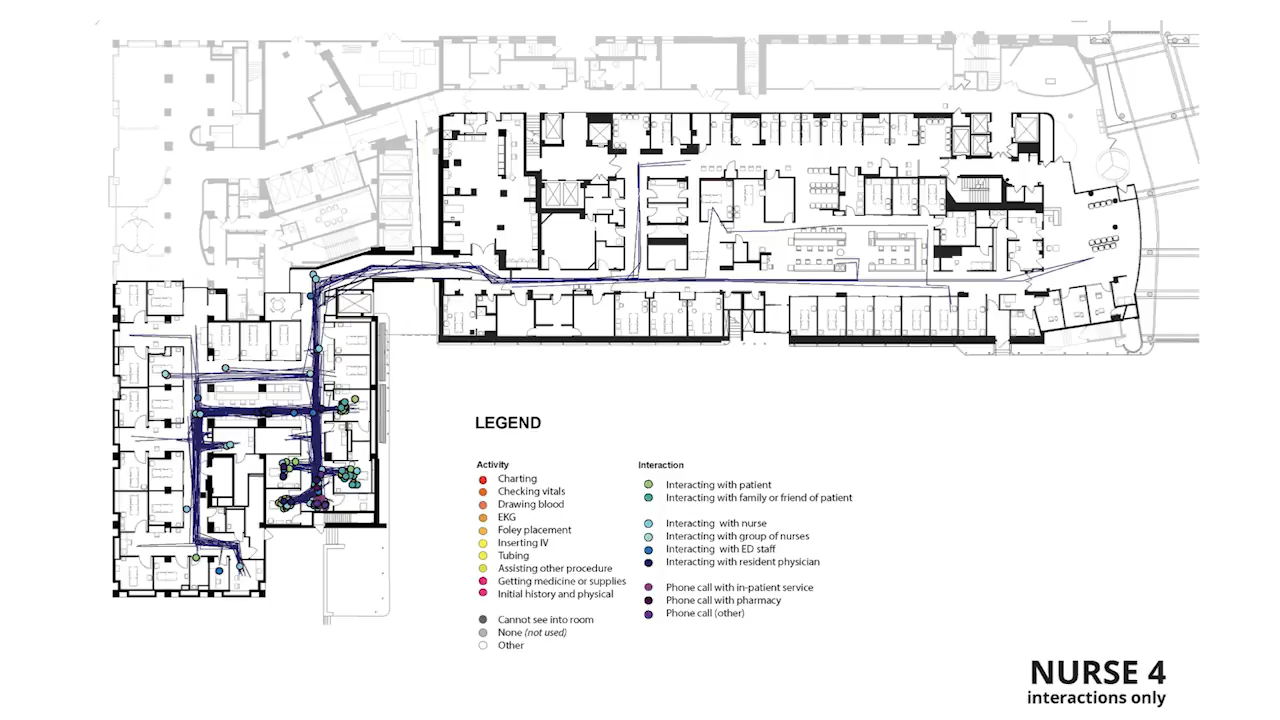 LEGEND
Activity
Charting
Checking vitals
Drawing blood
EKG
Foley placement
Inserting IV
Tubing
Assisting other procedure
Getting medicine or supplies
Initial history and physical
Cannot see into room
None (not used)
Other
Interaction
Interacting with patient
Interacting with family or friend of patient
Interacting with nurse
Interacting with group of nurses
Interacting with ED staff
Interacting with resident physician
Phone call with in-patient service
Phone call with pharmacy
Phone call (other)
NURSE 4
interactions only